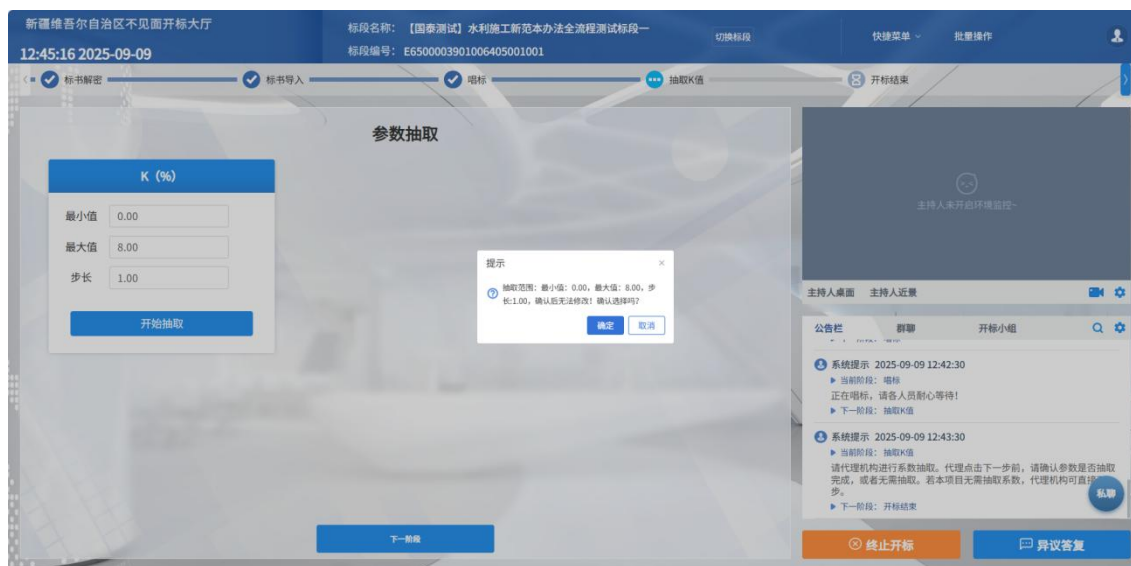 新疆维吾尔自治区不见面开标大厅
12:45:16 2025-09-09
标段名称：【国泰测试】水利施工新范本办法全流程测试标段一
标段编号：E6500003901006405001001
切换标段
快捷菜单
批量操作
标书解密
标书导入
唱标
抽取K值
开标结束
参数抽取
K（%）
最小值 0.00
最大值 8.00
步长 1.00
开始抽取
提示
抽取范围：最小值：0.00，最大值：8.00，步
长:1.00，确认后无法修改！确认选择吗？
确定 取消
下一阶段
主持人未开启环境监控~
主持人桌面 主持人近景
公告栏 群聊 开标小组
系统提示 2025-09-09 12:42:30
当前阶段：唱标
正在唱标，请各人员耐心等待！
下一阶段：抽取K值
系统提示 2025-09-09 12:43:30
当前阶段：抽取K值
请代理机构进行系数抽取。代理点击下一步前，请确认参数是否抽取
完成，或者无需抽取。若本项目无需抽取系数，代理机构可直接
步。
下一阶段：开标结束
私聊
终止开标
异议答复